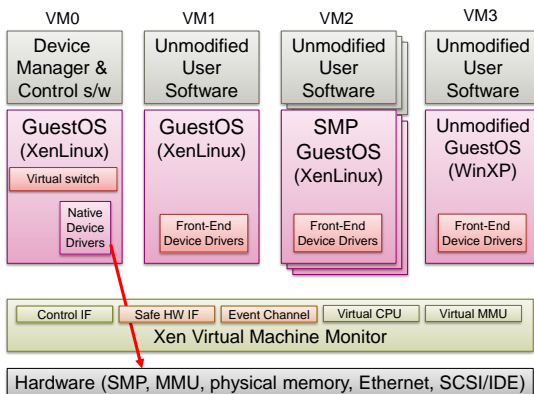 VM0
VM1
VM2
VM3
Device
Manager &
Control s/w
Unmodified
User
Software
Unmodified
User
Software
Unmodified
User
Software
GuestOS
(XenLinux)
Virtual switch
Native
Device
Drivers
GuestOS
(XenLinux)
Front-End
Device Drivers
SMP
GuestOS
(XenLinux)
Front-End
Device Drivers
Unmodified
GuestOS
(WinXP)
Front-End
Device Drivers
Control IF
Safe HW IF
Event Channel
Virtual CPU
Virtual MMU
Xen Virtual Machine Monitor
Hardware (SMP, MMU, physical memory, Ethernet, SCSI/IDE)